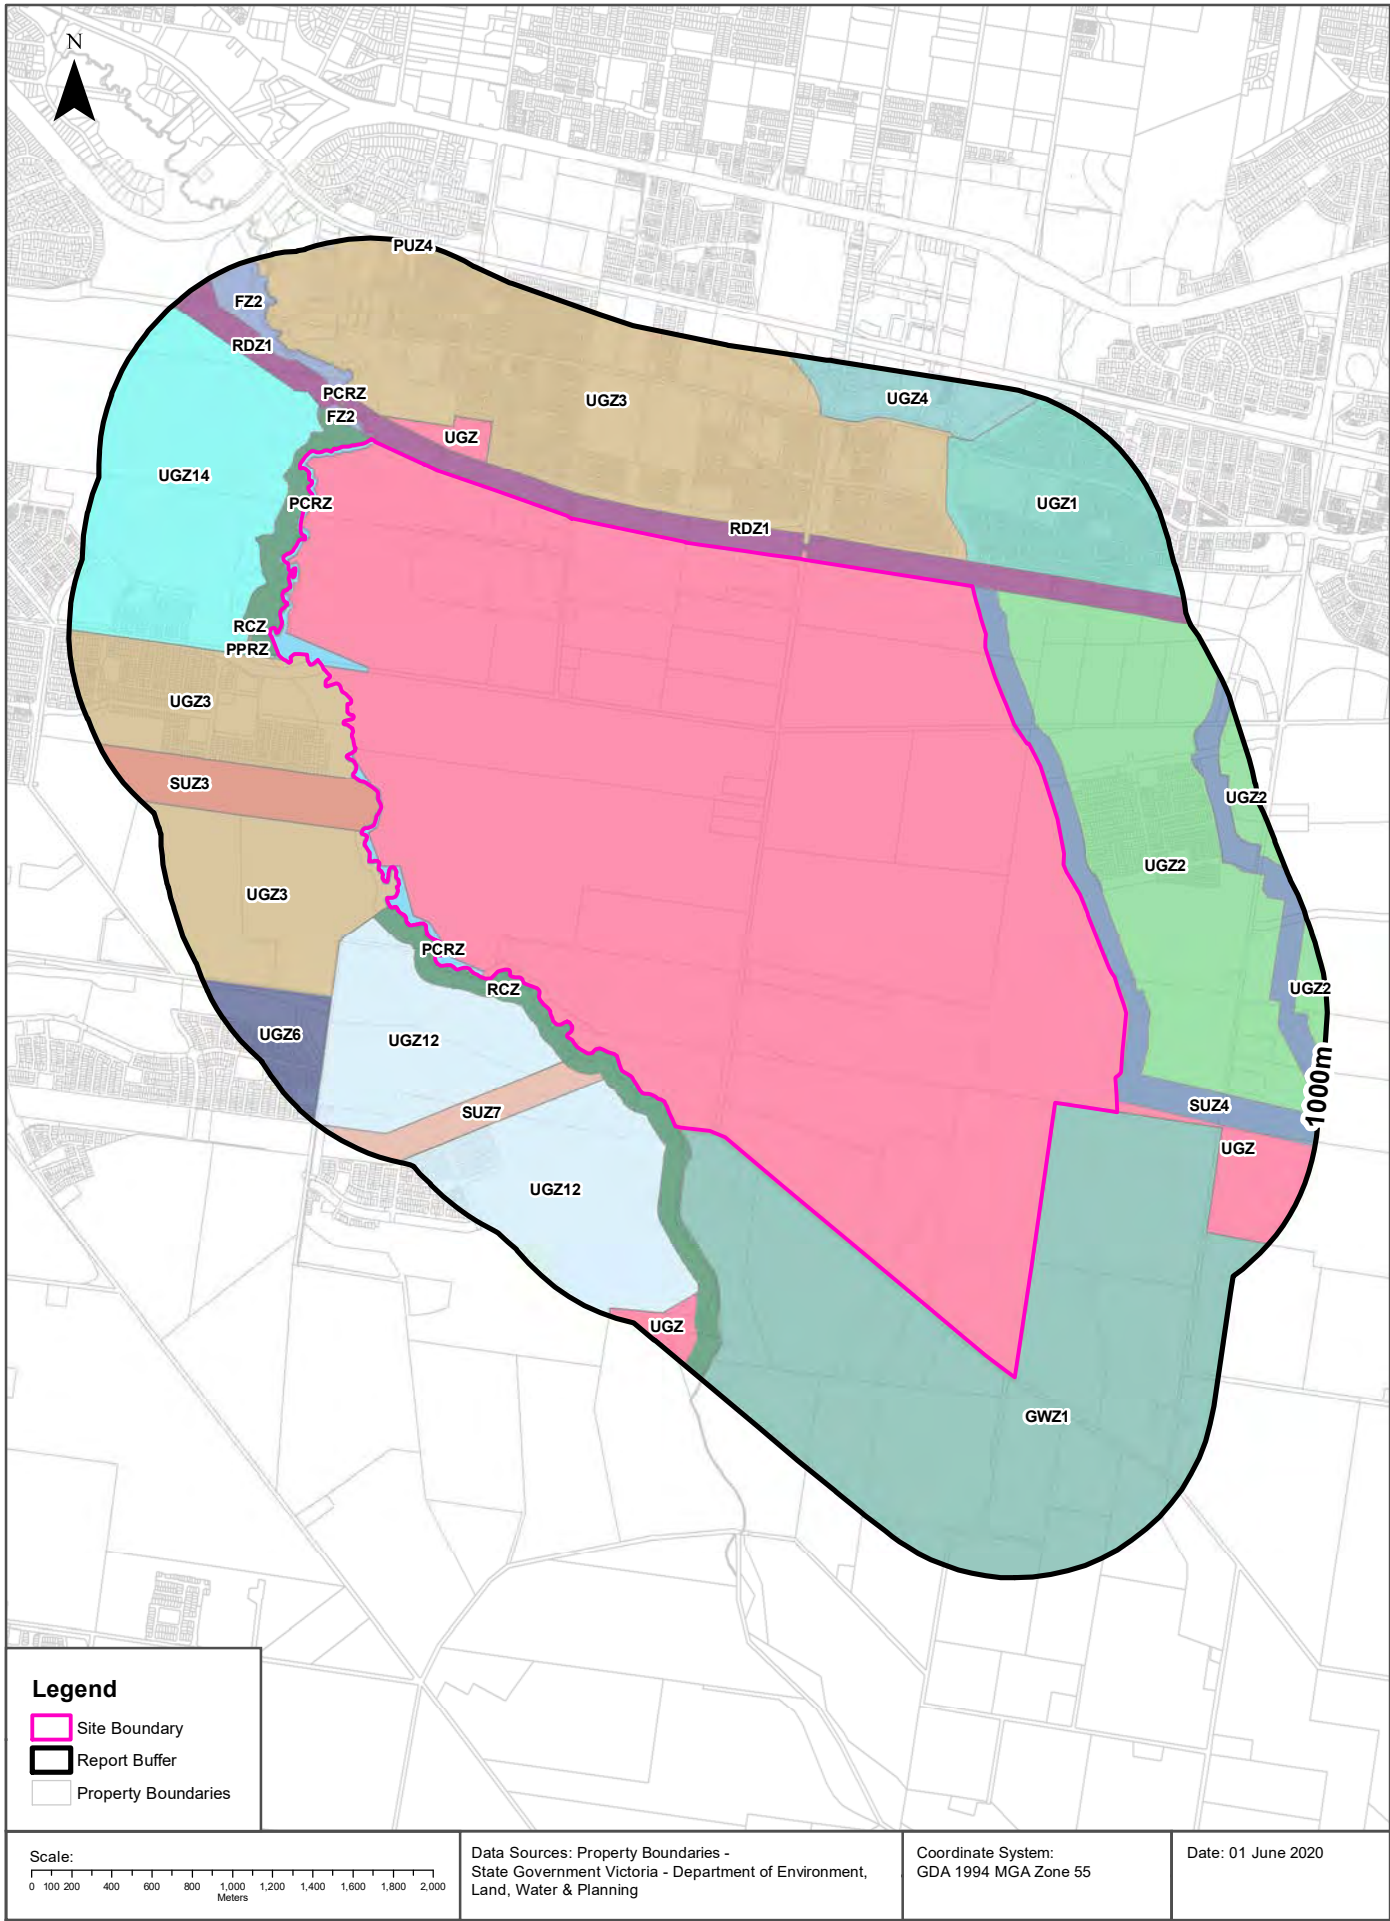 N
PUZ4
FZ2
RDZ1
PCRZ
FZ2
UGZ3
UGZ4
UGZ
UGZ14
PCRZ
UGZ1
RDZ1
RCZ
PPRZ
UGZ3
SUZ3
UGZ2
UGZ2
UGZ3
PCRZ
RCZ
UGZ2
UGZ6
UGZ12
1000m
SUZ7
SUZ4
UGZ
UGZ12
UGZ
GWZ1
Legend
Site Boundary
Report Buffer
Property Boundaries
Scale:
0 100 200 400 600 800 1,000 1,200 1,400 1,600 1,800 2,000
Meters
Data Sources: Property Boundaries -
State Government Victoria - Department of Environment,
Land, Water & Planning
Coordinate System:
GDA 1994 MGA Zone 55
Date: 01 June 2020